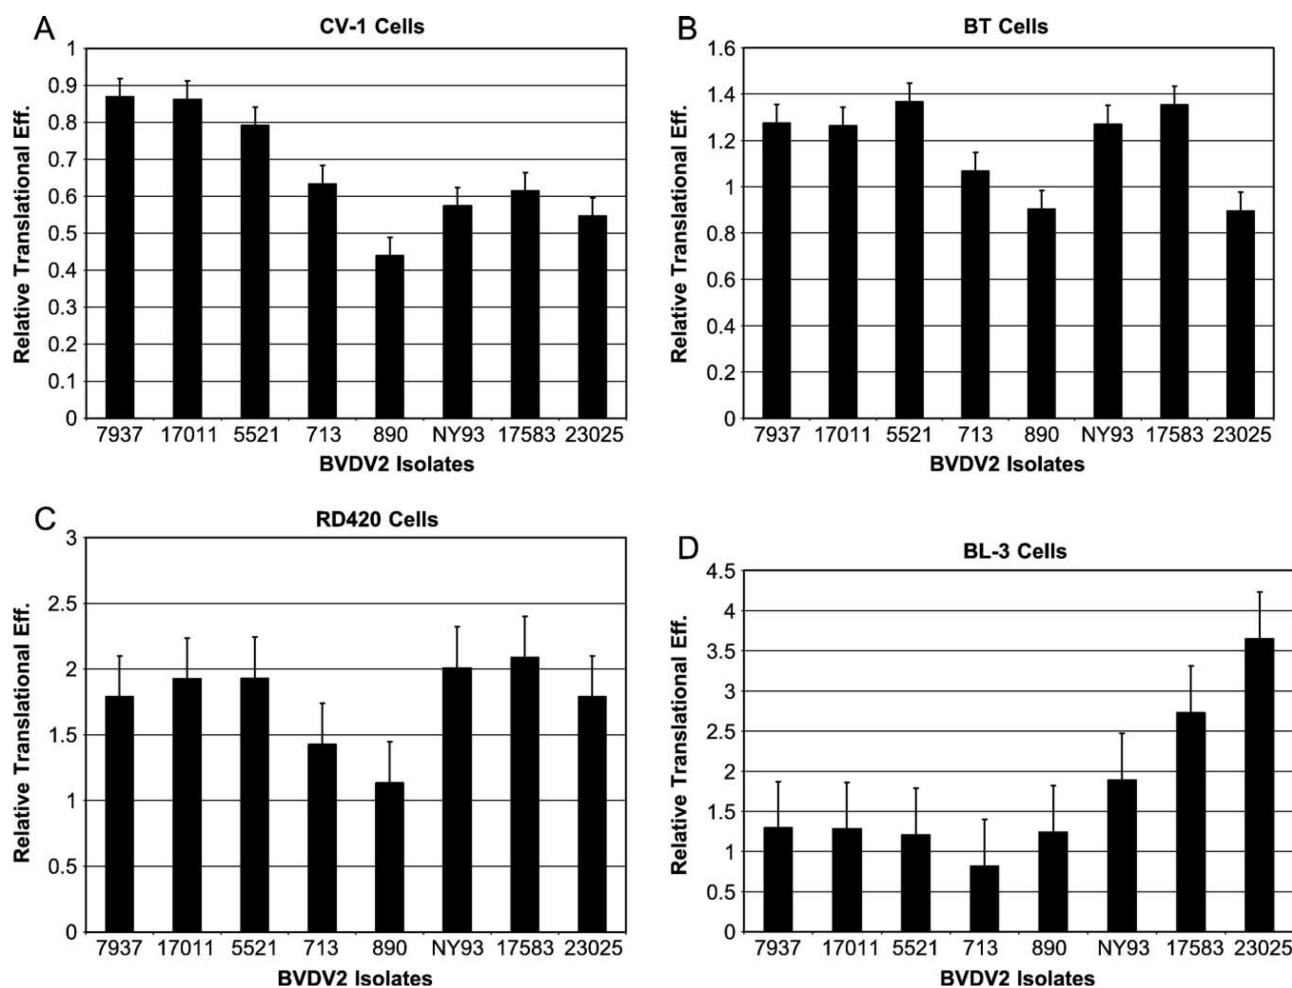 A
CV-1 Cells
Relative Translational Eff.
1
0.9
0.8
0.7
0.6
0.5
0.4
0.3
0.2
0.1
0
7937 17011 5521 713 890 NY93 17583 23025
BVDV2 Isolates
B
BT Cells
Relative Translational Eff.
1.6
1.4
1.2
1
0.8
0.6
0.4
0.2
0
7937 17011 5521 713 890 NY93 17583 23025
BVDV2 Isolates
C
RD420 Cells
Relative Translational Eff.
3
2.5
2
1.5
1
0.5
0
7937 17011 5521 713 890 NY93 17583 23025
BVDV2 Isolates
D
BL-3 Cells
Relative Translational Eff.
4.5
4
3.5
3
2.5
2
1.5
1
0.5
0
7937 17011 5521 713 890 NY93 17583 23025
BVDV2 Isolates